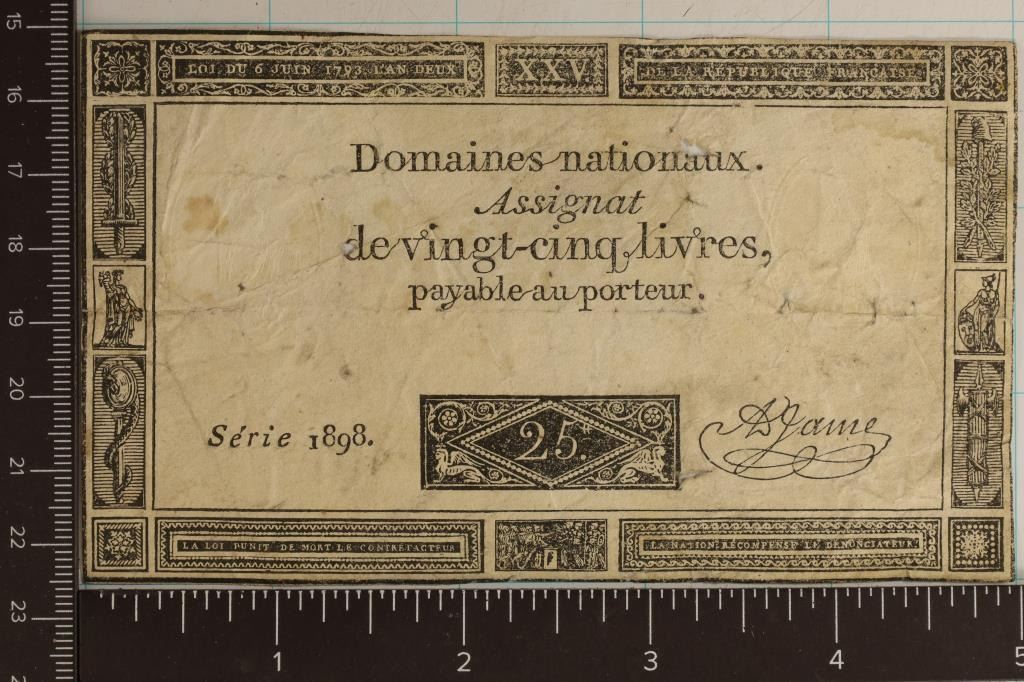 LOI DU 6 JUIN 1793. L'AN DEUX
XXV
DE LA RÉPUBLIQUE FRANÇAISE
Domaines nationaux.
Assignat
de vingt-cinq livres,
payable au porteur.
Série 1898.
25.
A Jame
LA LOI PUNIT DE MORT LE CONTREFACTEUR
LA NATION RÉCOMPENSE LE DÉNONCIATEUR
15
16
17
18
19
20
21
22
23
1 2 3 4 5